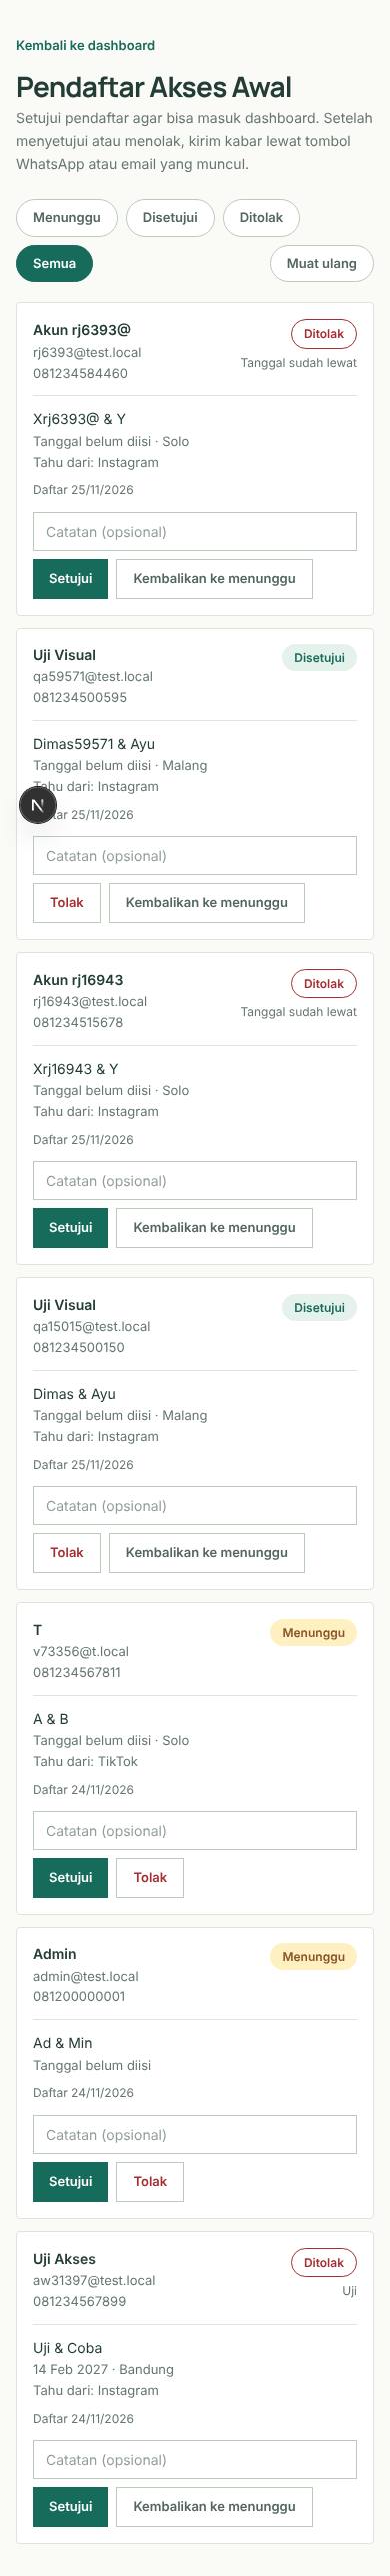 Kembali ke dashboard
Pendaftar Akses Awal
Setujui pendaftar agar bisa masuk dashboard. Setelah
menyetujui atau menolak, kirim kabar lewat tombol
WhatsApp atau email yang muncul.
Menunggu
Disetujui
Ditolak
Semua
Muat ulang
Akun rj6393@
Ditolak
rj6393@test.local
Tanggal sudah lewat
081234584460
Xrj6393@ & Y
Tanggal belum diisi · Solo
Tahu dari: Instagram
Daftar 25/11/2026
Catatan (opsional)
Setujui
Kembalikan ke menunggu
Uji Visual
Disetujui
qa59571@test.local
081234500595
Dimas59571 & Ayu
Tanggal belum diisi · Malang
Tahu dari: Instagram
N
25/11/2026
Catatan (opsional)
Tolak
Kembalikan ke menunggu
Akun rj16943
Ditolak
rj16943@test.local
Tanggal sudah lewat
081234515678
Xrj16943 & Y
Tanggal belum diisi · Solo
Tahu dari: Instagram
Daftar 25/11/2026
Catatan (opsional)
Setujui
Kembalikan ke menunggu
Uji Visual
Disetujui
qa15015@test.local
081234500150
Dimas & Ayu
Tanggal belum diisi · Malang
Tahu dari: Instagram
Daftar 25/11/2026
Catatan (opsional)
Tolak
Kembalikan ke menunggu
T
Menunggu
v73356@t.local
081234567811
A & B
Tanggal belum diisi · Solo
Tahu dari: TikTok
Daftar 24/11/2026
Catatan (opsional)
Setujui
Tolak
Admin
Menunggu
admin@test.local
081200000001
Ad & Min
Tanggal belum diisi
Daftar 24/11/2026
Catatan (opsional)
Setujui
Tolak
Uji Akses
Ditolak
aw31397@test.local
Uji
081234567899
Uji & Coba
14 Feb 2027 · Bandung
Tahu dari: Instagram
Daftar 24/11/2026
Catatan (opsional)
Setujui
Kembalikan ke menunggu